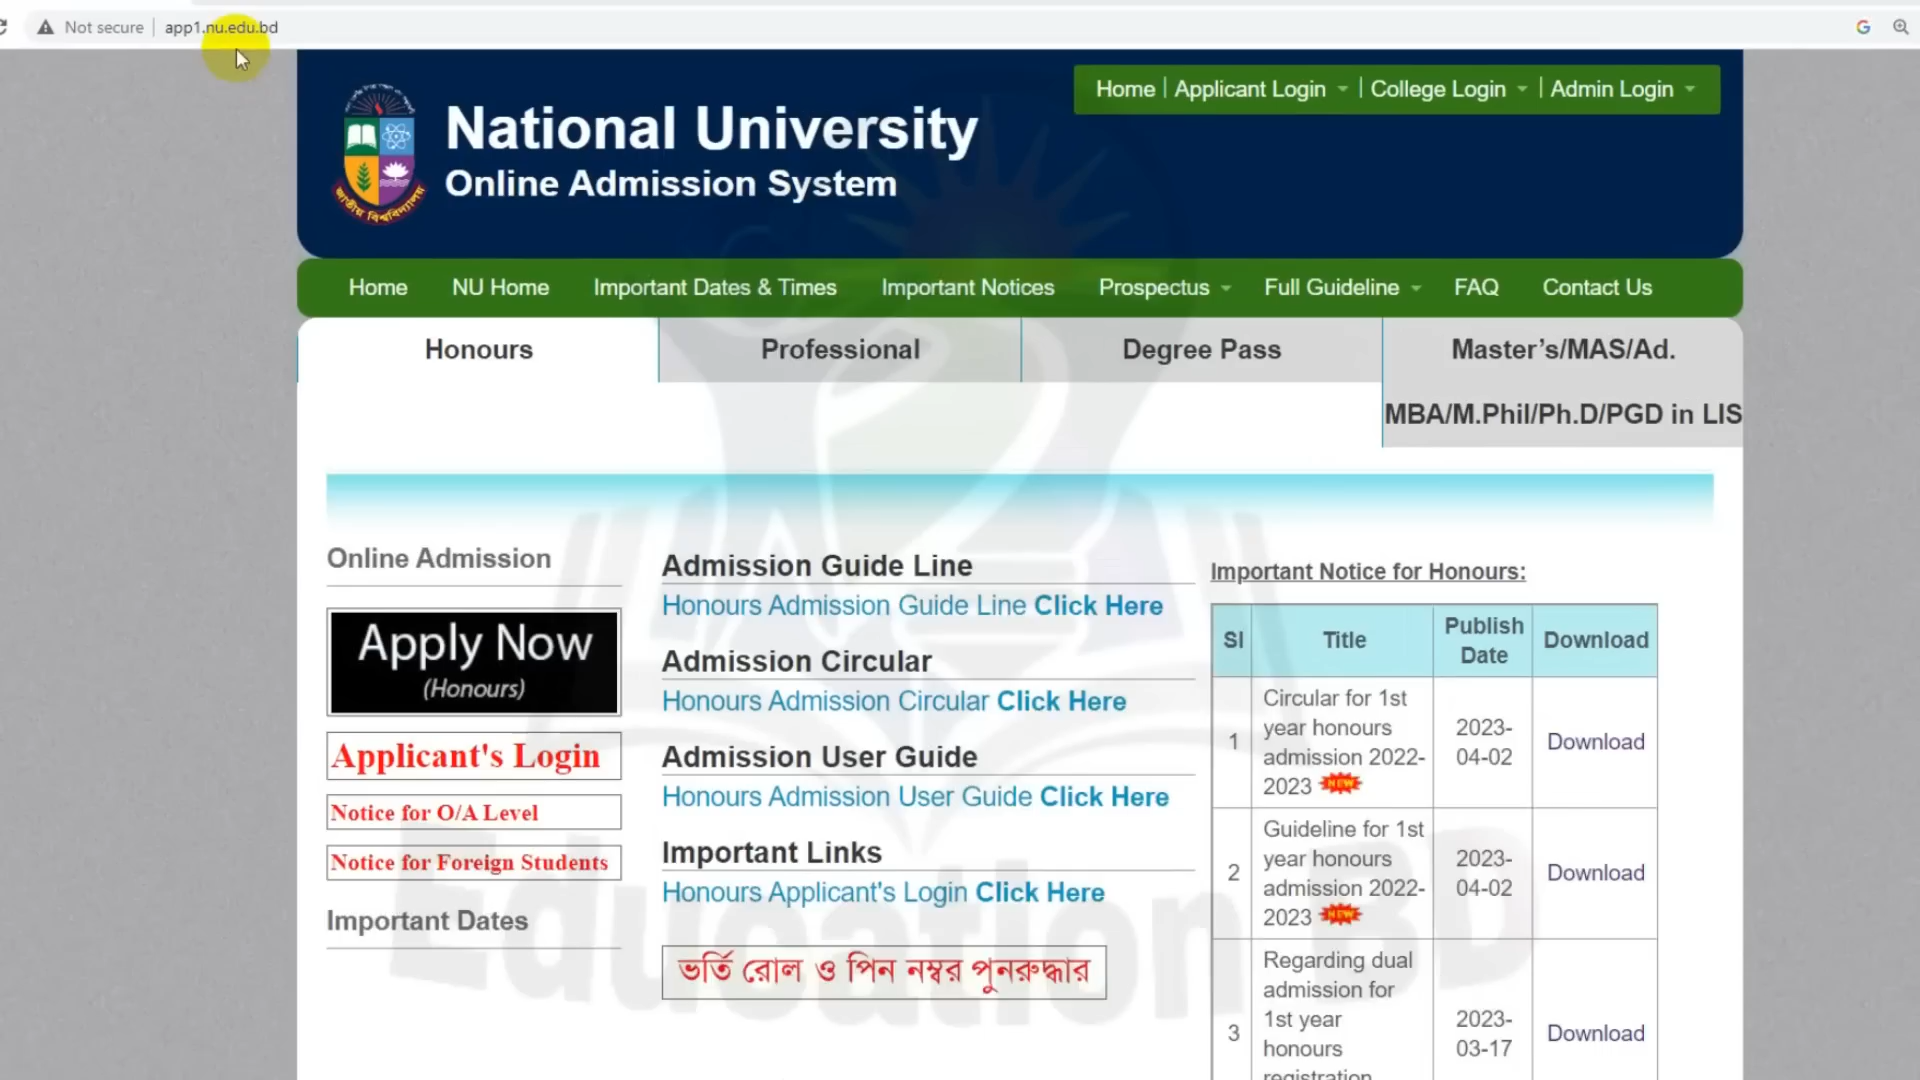 Not secure
app1.nu.edu.bd
Home
Applicant Login
College Login
Admin Login
National University
Online Admission System
জাতীয় বিশ্ববিদ্যালয়
Home
NU Home
Important Dates & Times
Important Notices
Prospectus
Full Guideline
FAQ
Contact Us
Honours
Professional
Degree Pass
Master’s/MAS/Ad.
MBA/M.Phil/Ph.D/PGD in LIS
Online Admission
Apply Now
(Honours)
Applicant's Login
Notice for O/A Level
Notice for Foreign Students
Important Dates
Admission Guide Line
Honours Admission Guide Line Click Here
Admission Circular
Honours Admission Circular Click Here
Admission User Guide
Honours Admission User Guide Click Here
Important Links
Honours Applicant's Login Click Here
ভর্তি রোল ও পিন নম্বর পুনরুদ্ধার
Important Notice for Honours:
Sl
Title
Publish
Date
Download
1
Circular for 1st
year honours
admission 2022-
2023 NEW
2023-
04-02
Download
2
Guideline for 1st
year honours
admission 2022-
2023 NEW
2023-
04-02
Download
3
Regarding dual
admission for
1st year
honours
registration
2023-
03-17
Download
Education BD